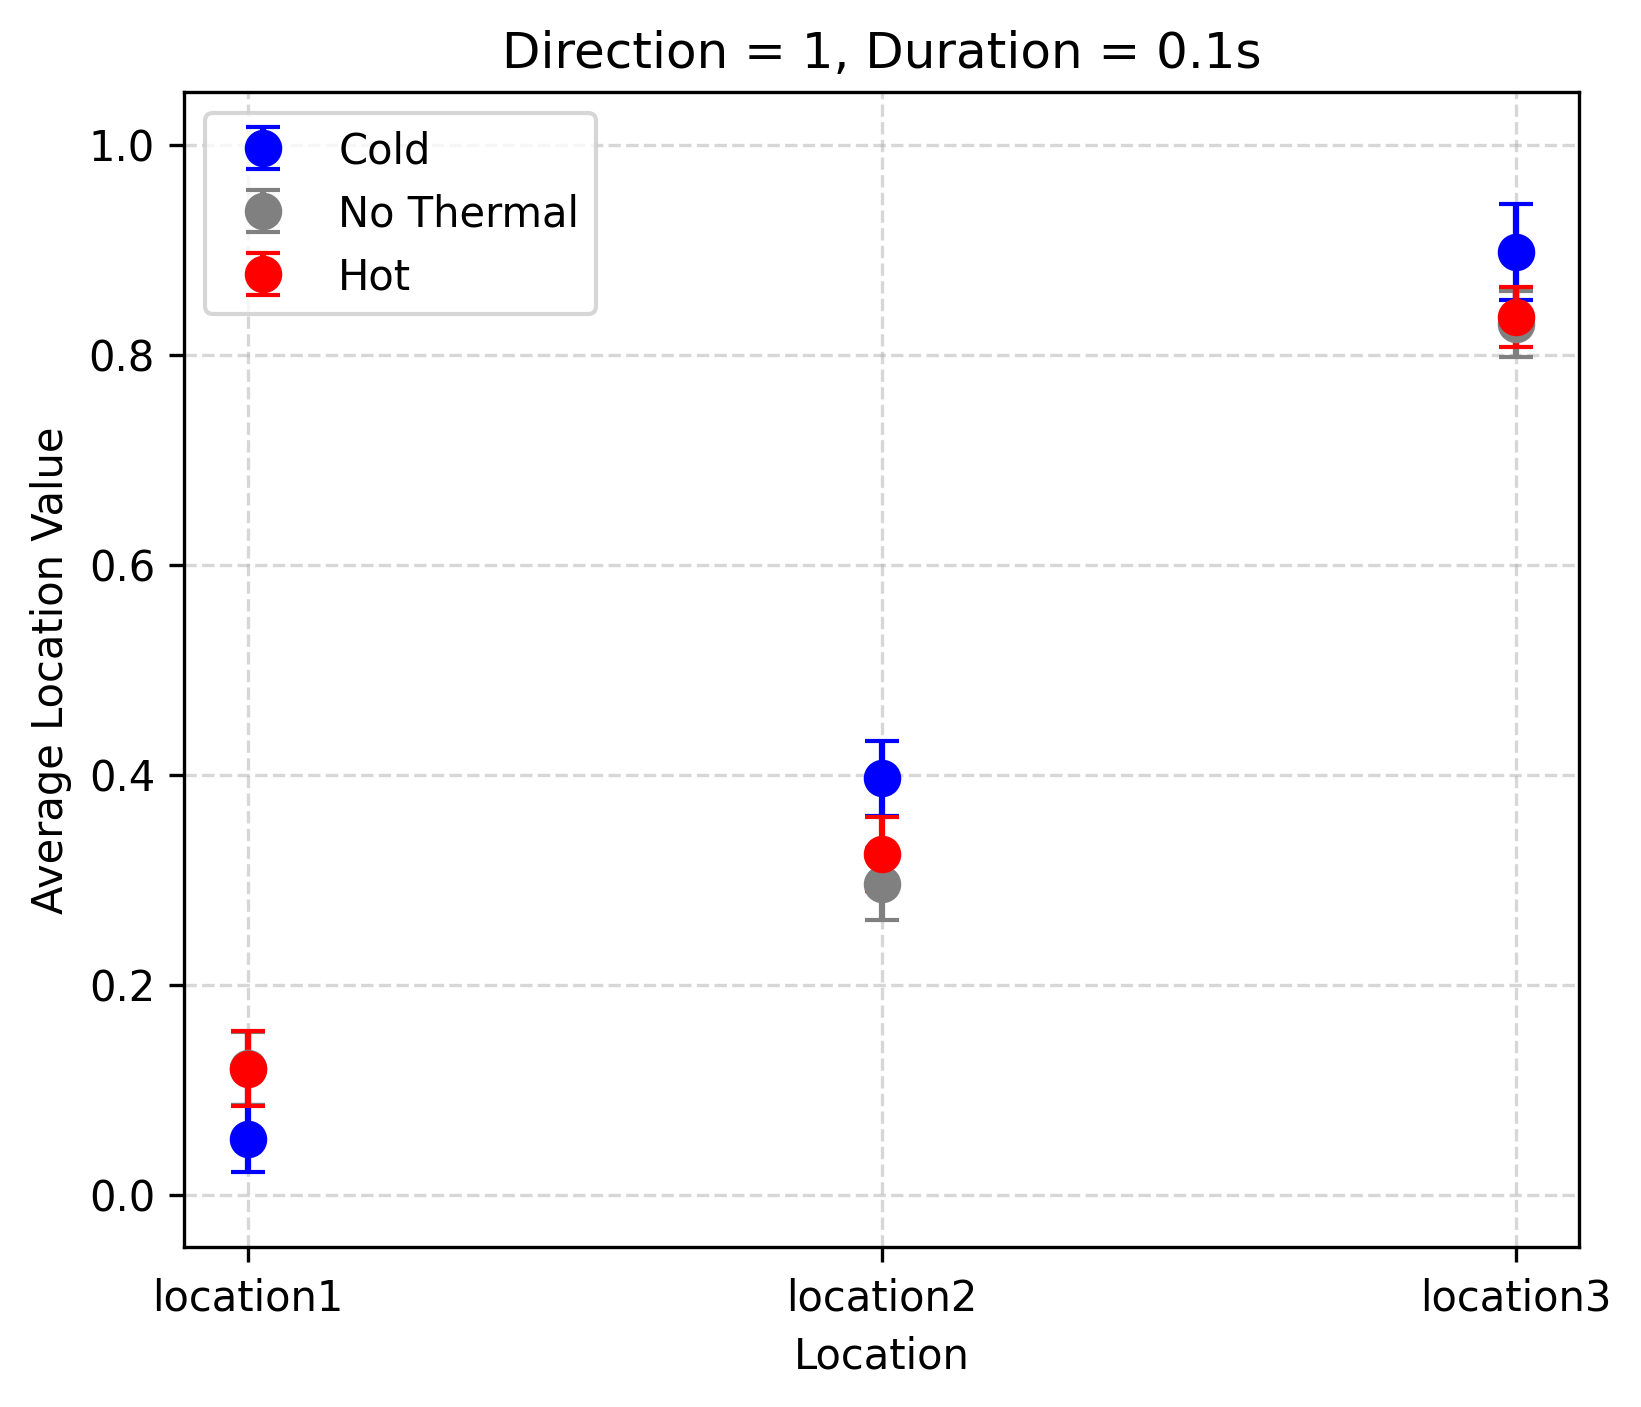 Direction = 1, Duration = 0.1s
1.0
0.8
0.6
0.4
0.2
0.0
Average Location Value
Cold
No Thermal
Hot
location1 location2 location3
Location